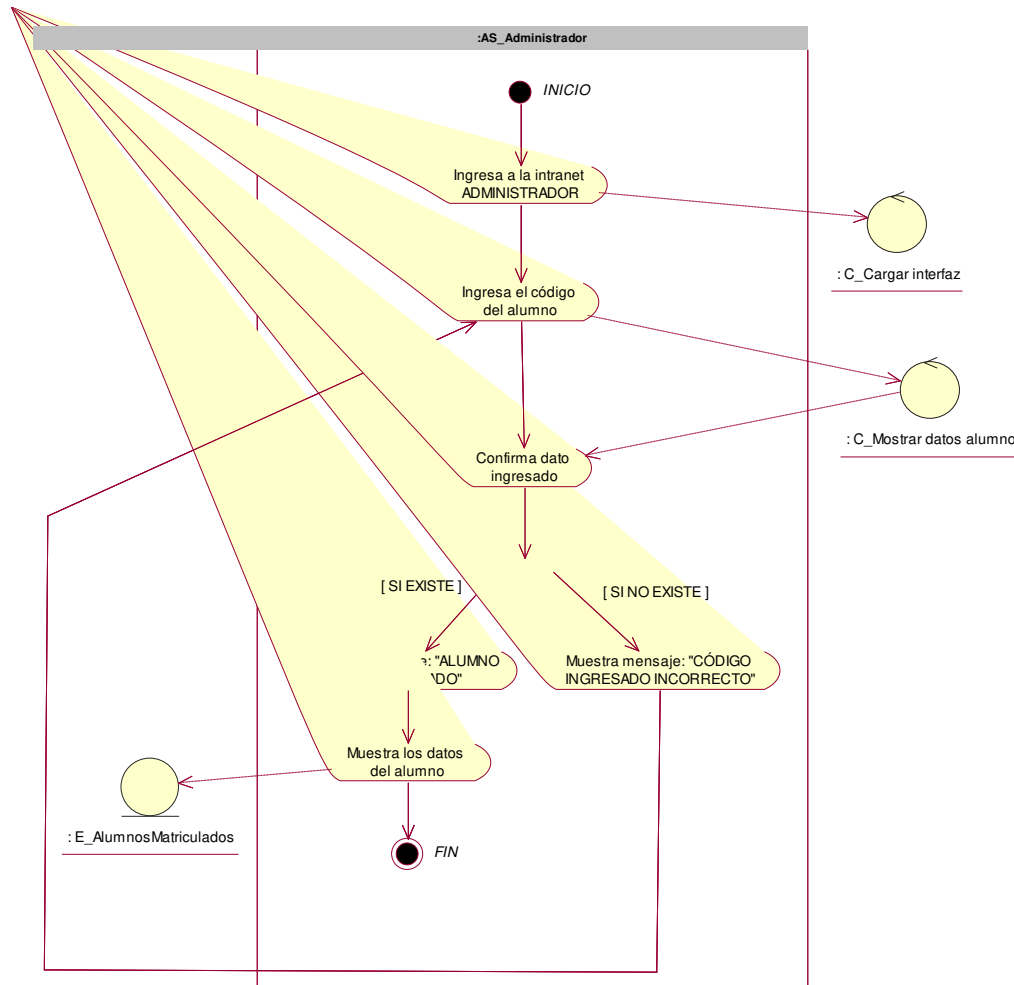 :AS_Administrador
INICIO
Ingresa a la intranet
ADMINISTRADOR
: C_Cargar interfaz
Ingresa el código
del alumno
: C_Mostrar datos alumno
Confirma dato
ingresado
[ SI EXISTE ]
[ SI NO EXISTE ]
"ALUMNO
Muestra mensaje: "CÓDIGO
INGRESADO INCORRECTO"
Muestra los datos
del alumno
: E_AlumnosMatriculados
FIN